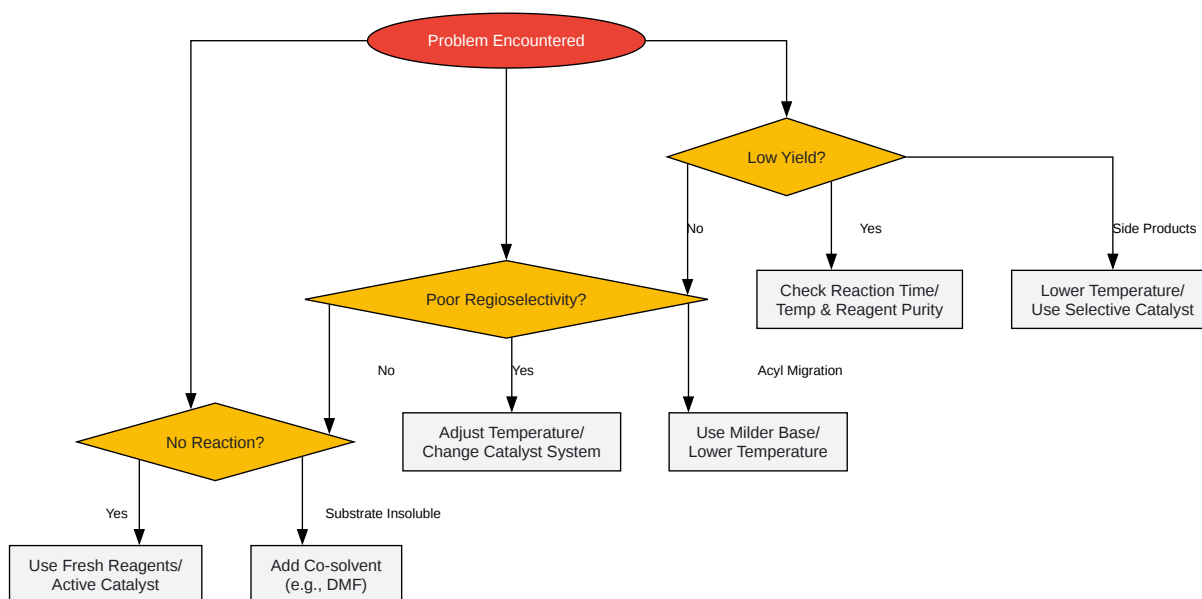 Problem Encountered
Low Yield?
No
Yes
Side Products
Poor Regioselectivity?
Check Reaction Time/
Temp & Reagent Purity
Lower Temperature/
Use Selective Catalyst
No
Yes
Acyl Migration
No Reaction?
Adjust Temperature/
Change Catalyst System
Use Milder Base/
Lower Temperature
Yes
Substrate Insoluble
Use Fresh Reagents/
Active Catalyst
Add Co-solvent
(e.g., DMF)